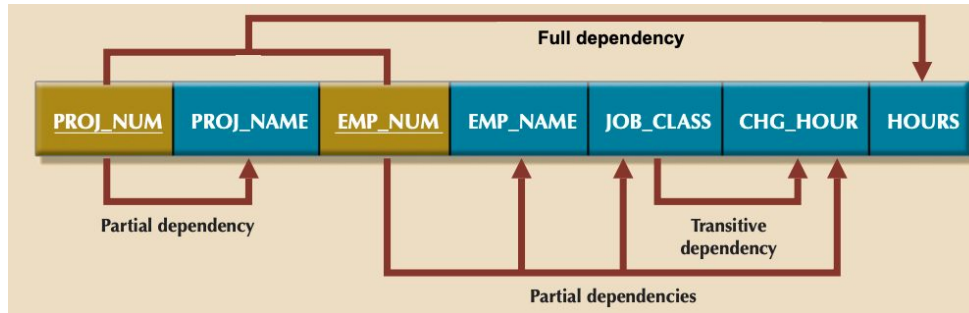 Full dependency
PROJ_NUM PROJ_NAME EMP_NUM EMP_NAME JOB_CLASS CHG_HOUR HOURS
Partial dependency
Transitive
dependency
Partial dependencies